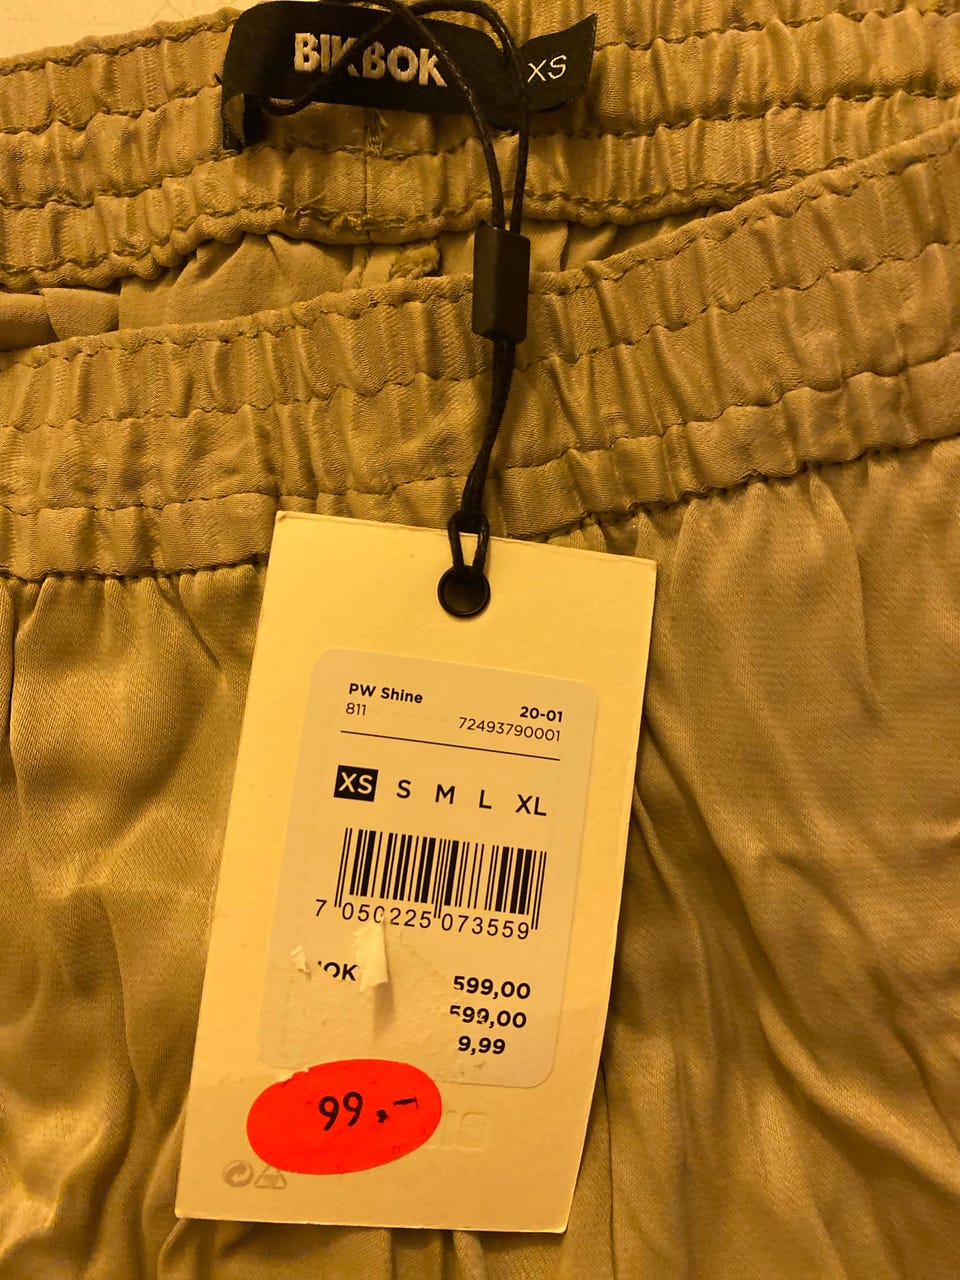 BIKBOK
XS
PW Shine 20-01
811 72493790001
XS S M L XL
7 050225 073559
599,00
599,00
9,99
99.-